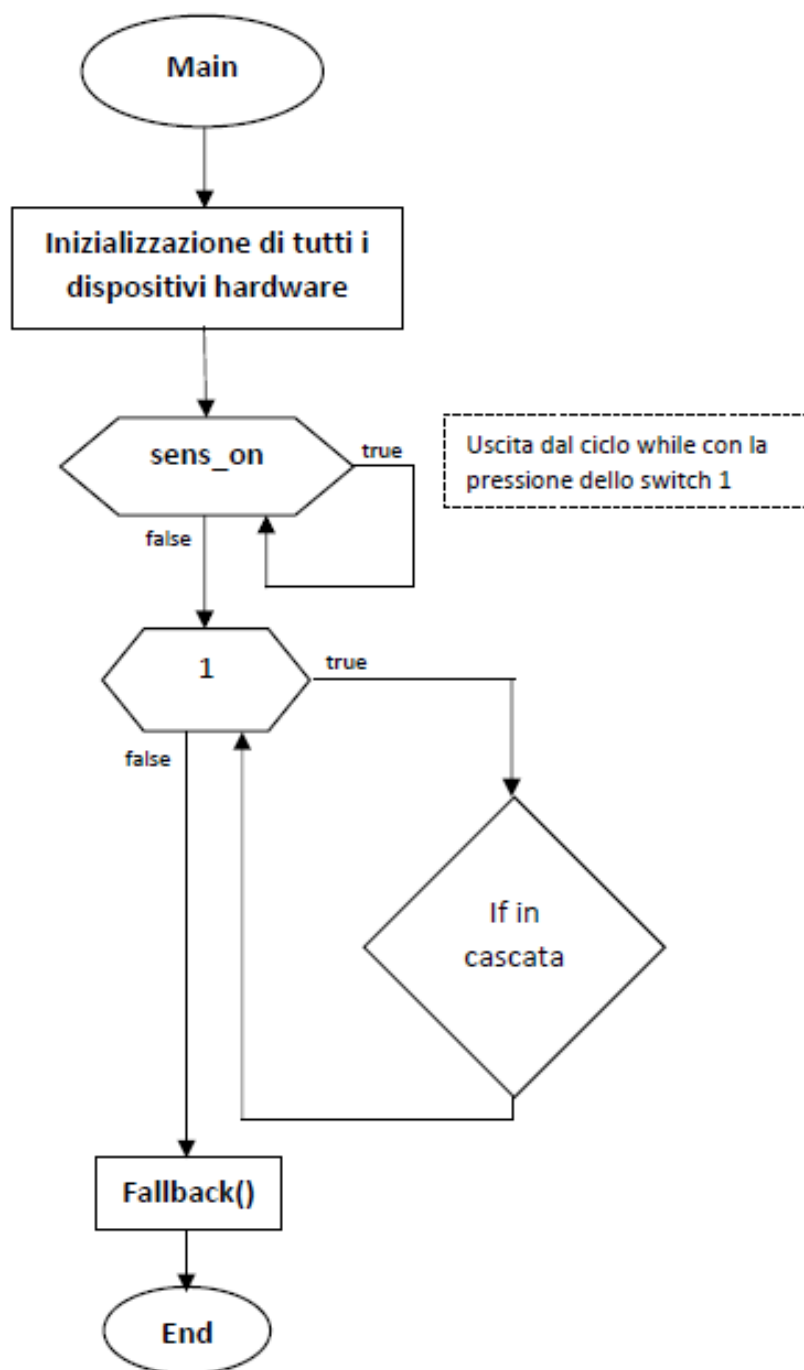 Main
Inizializzazione di tutti i
dispositivi hardware
sens_on
true
Uscita dal ciclo while con la
pressione dello switch 1
false
1
true
false
If in
cascata
Fallback()
End